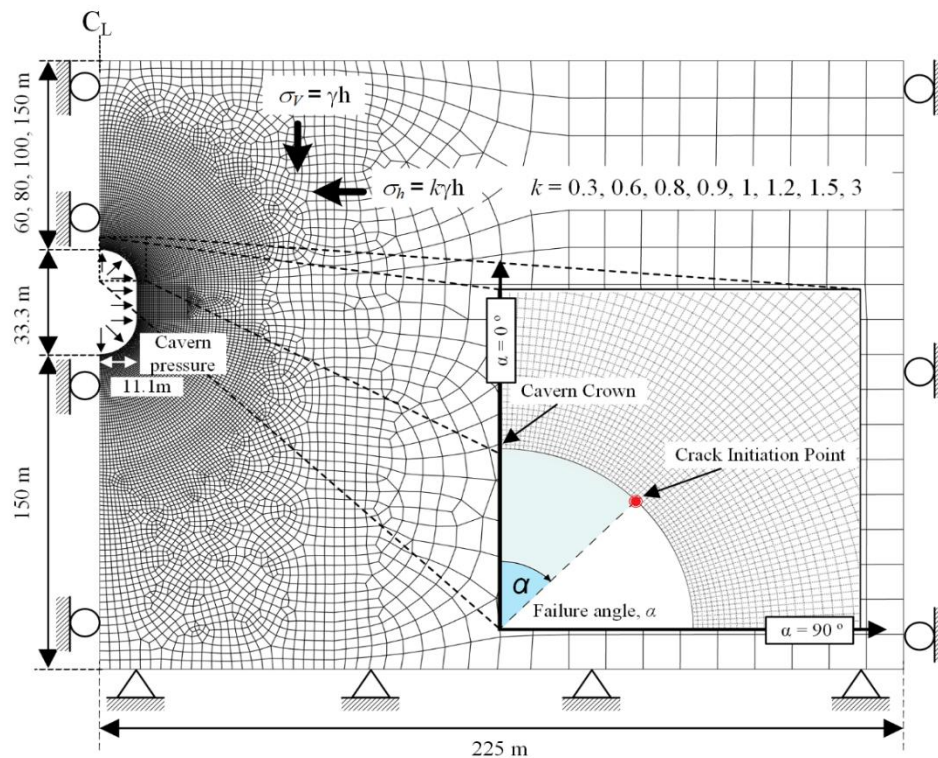 C_L
σ_V = γh
σ_h = kγh
k = 0.3, 0.6, 0.8, 0.9, 1, 1.2, 1.5, 3
60, 80, 100, 150 m
33.3 m
150 m
Cavern
pressure
11.1m
α = 0°
Cavern Crown
Crack Initiation Point
α
Failure angle, α
α = 90 º
225 m